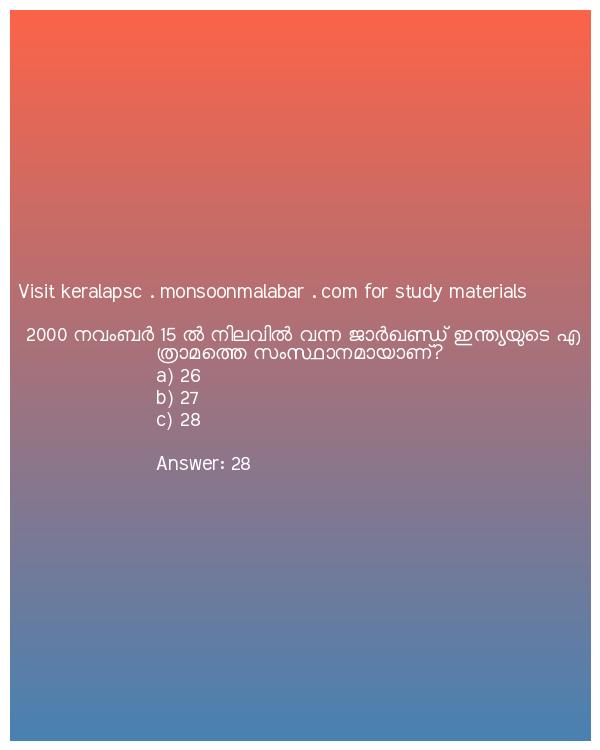 Visit keralapsc . monsoonmalabar . com for study materials
2000 നവംബർ 15 ൽ നിലവിൽ വന്ന ജാർഖണ്ഡ് ഇന്ത്യയുടെ എ
ത്രാമത്തെ സംസ്ഥാനമായാണ്?
a) 26
b) 27
c) 28
Answer: 28